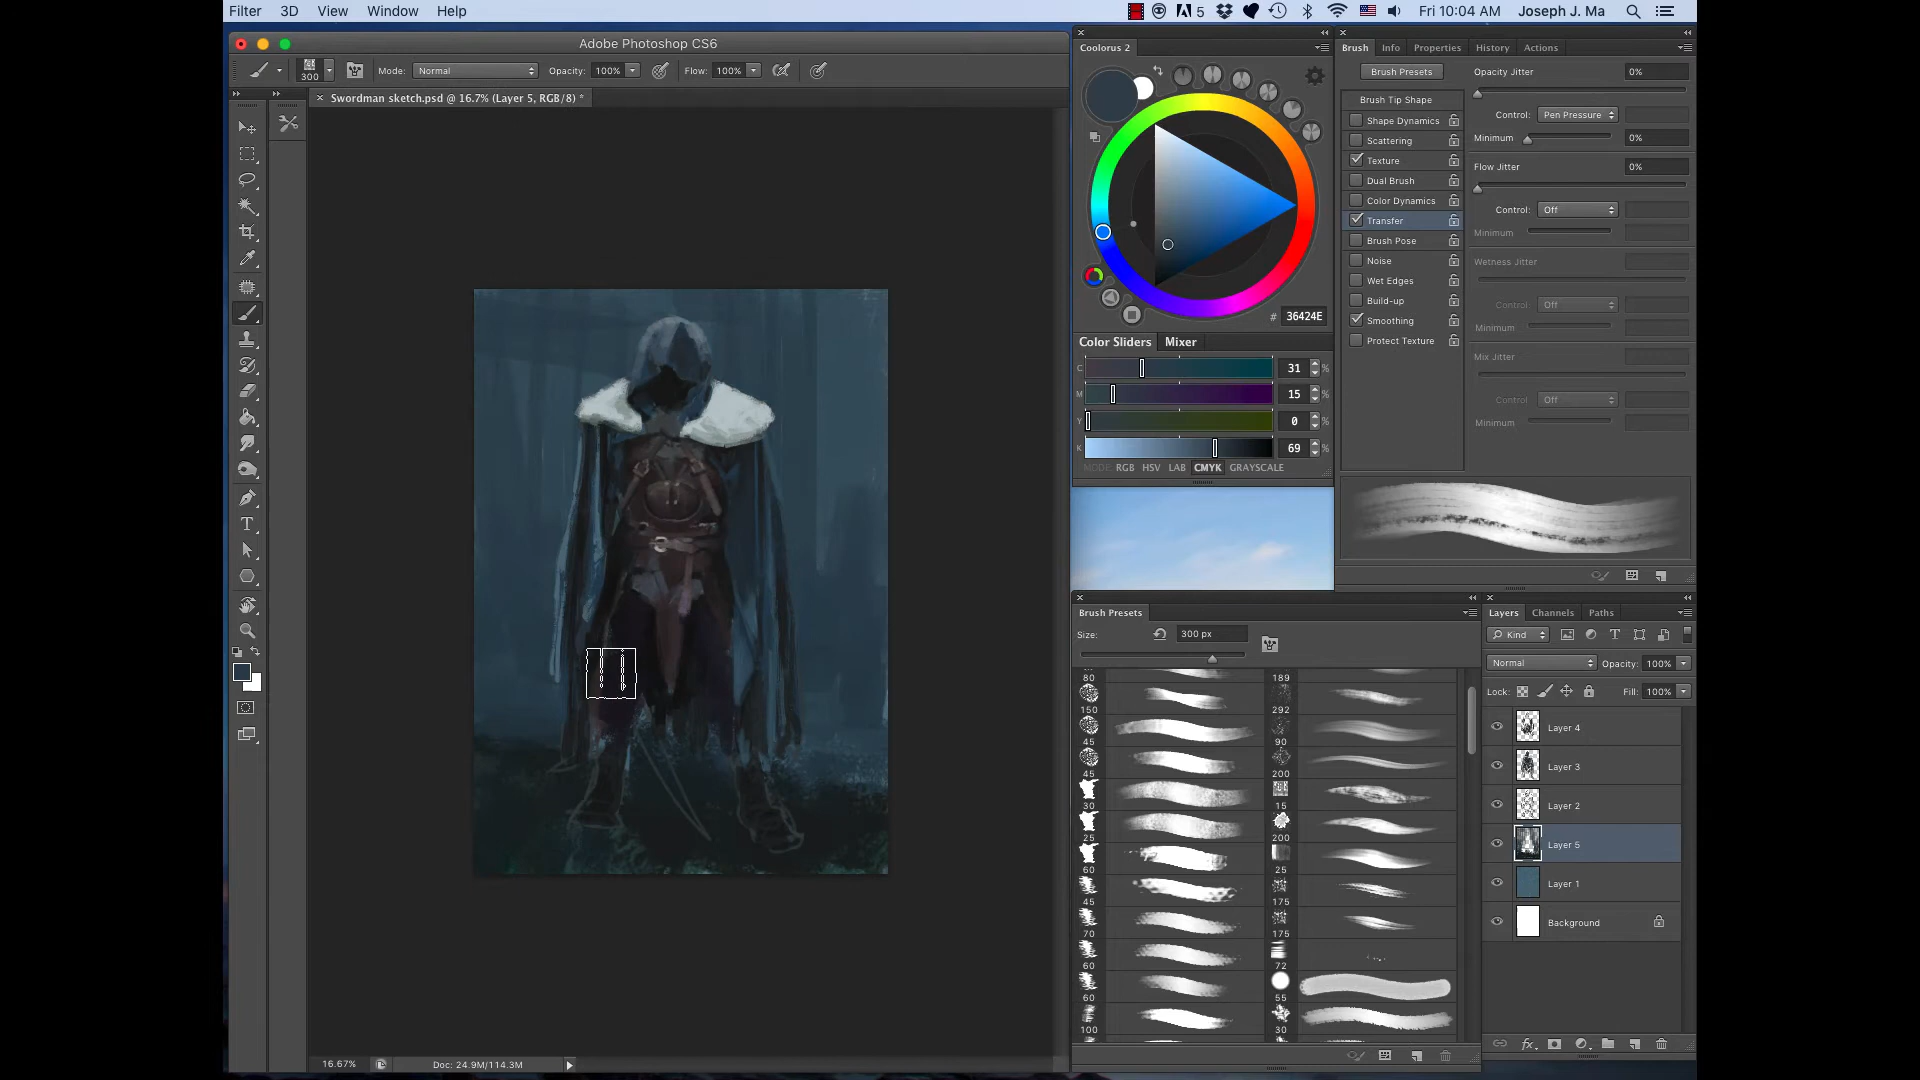 Filter 3D View Window Help
5 Fri 10:04 AM Joseph J. Ma
Adobe Photoshop CS6
300 Mode: Normal Opacity: 100% Flow: 100%
Swordman sketch.psd @ 16.7% (Layer 5, RGB/8) *
Coolorus 2
# 36424E
Color Sliders Mixer
C 31 %
M 15 %
Y 0 %
K 69 %
MODE: RGB HSV LAB CMYK GRAYSCALE
Brush Info Properties History Actions
Brush Presets
Brush Tip Shape
Shape Dynamics
Scattering
Texture
Dual Brush
Color Dynamics
Transfer
Brush Pose
Noise
Wet Edges
Build-up
Smoothing
Protect Texture
Opacity Jitter 0%
Control: Pen Pressure
Minimum 0%
Flow Jitter 0%
Control: Off
Minimum
Wetness Jitter
Control: Off
Minimum
Mix Jitter
Control: Off
Minimum
Brush Presets
Size: 300 px
80 189
150 292
45 90
45 200
30 15
25 200
60 25
45 175
70 175
60 72
60 55
100 30
Layers Channels Paths
Kind
Normal Opacity: 100%
Lock: Fill: 100%
Layer 4
Layer 3
Layer 2
Layer 5
Layer 1
Background
fx
16.67% Doc: 24.9M/114.3M